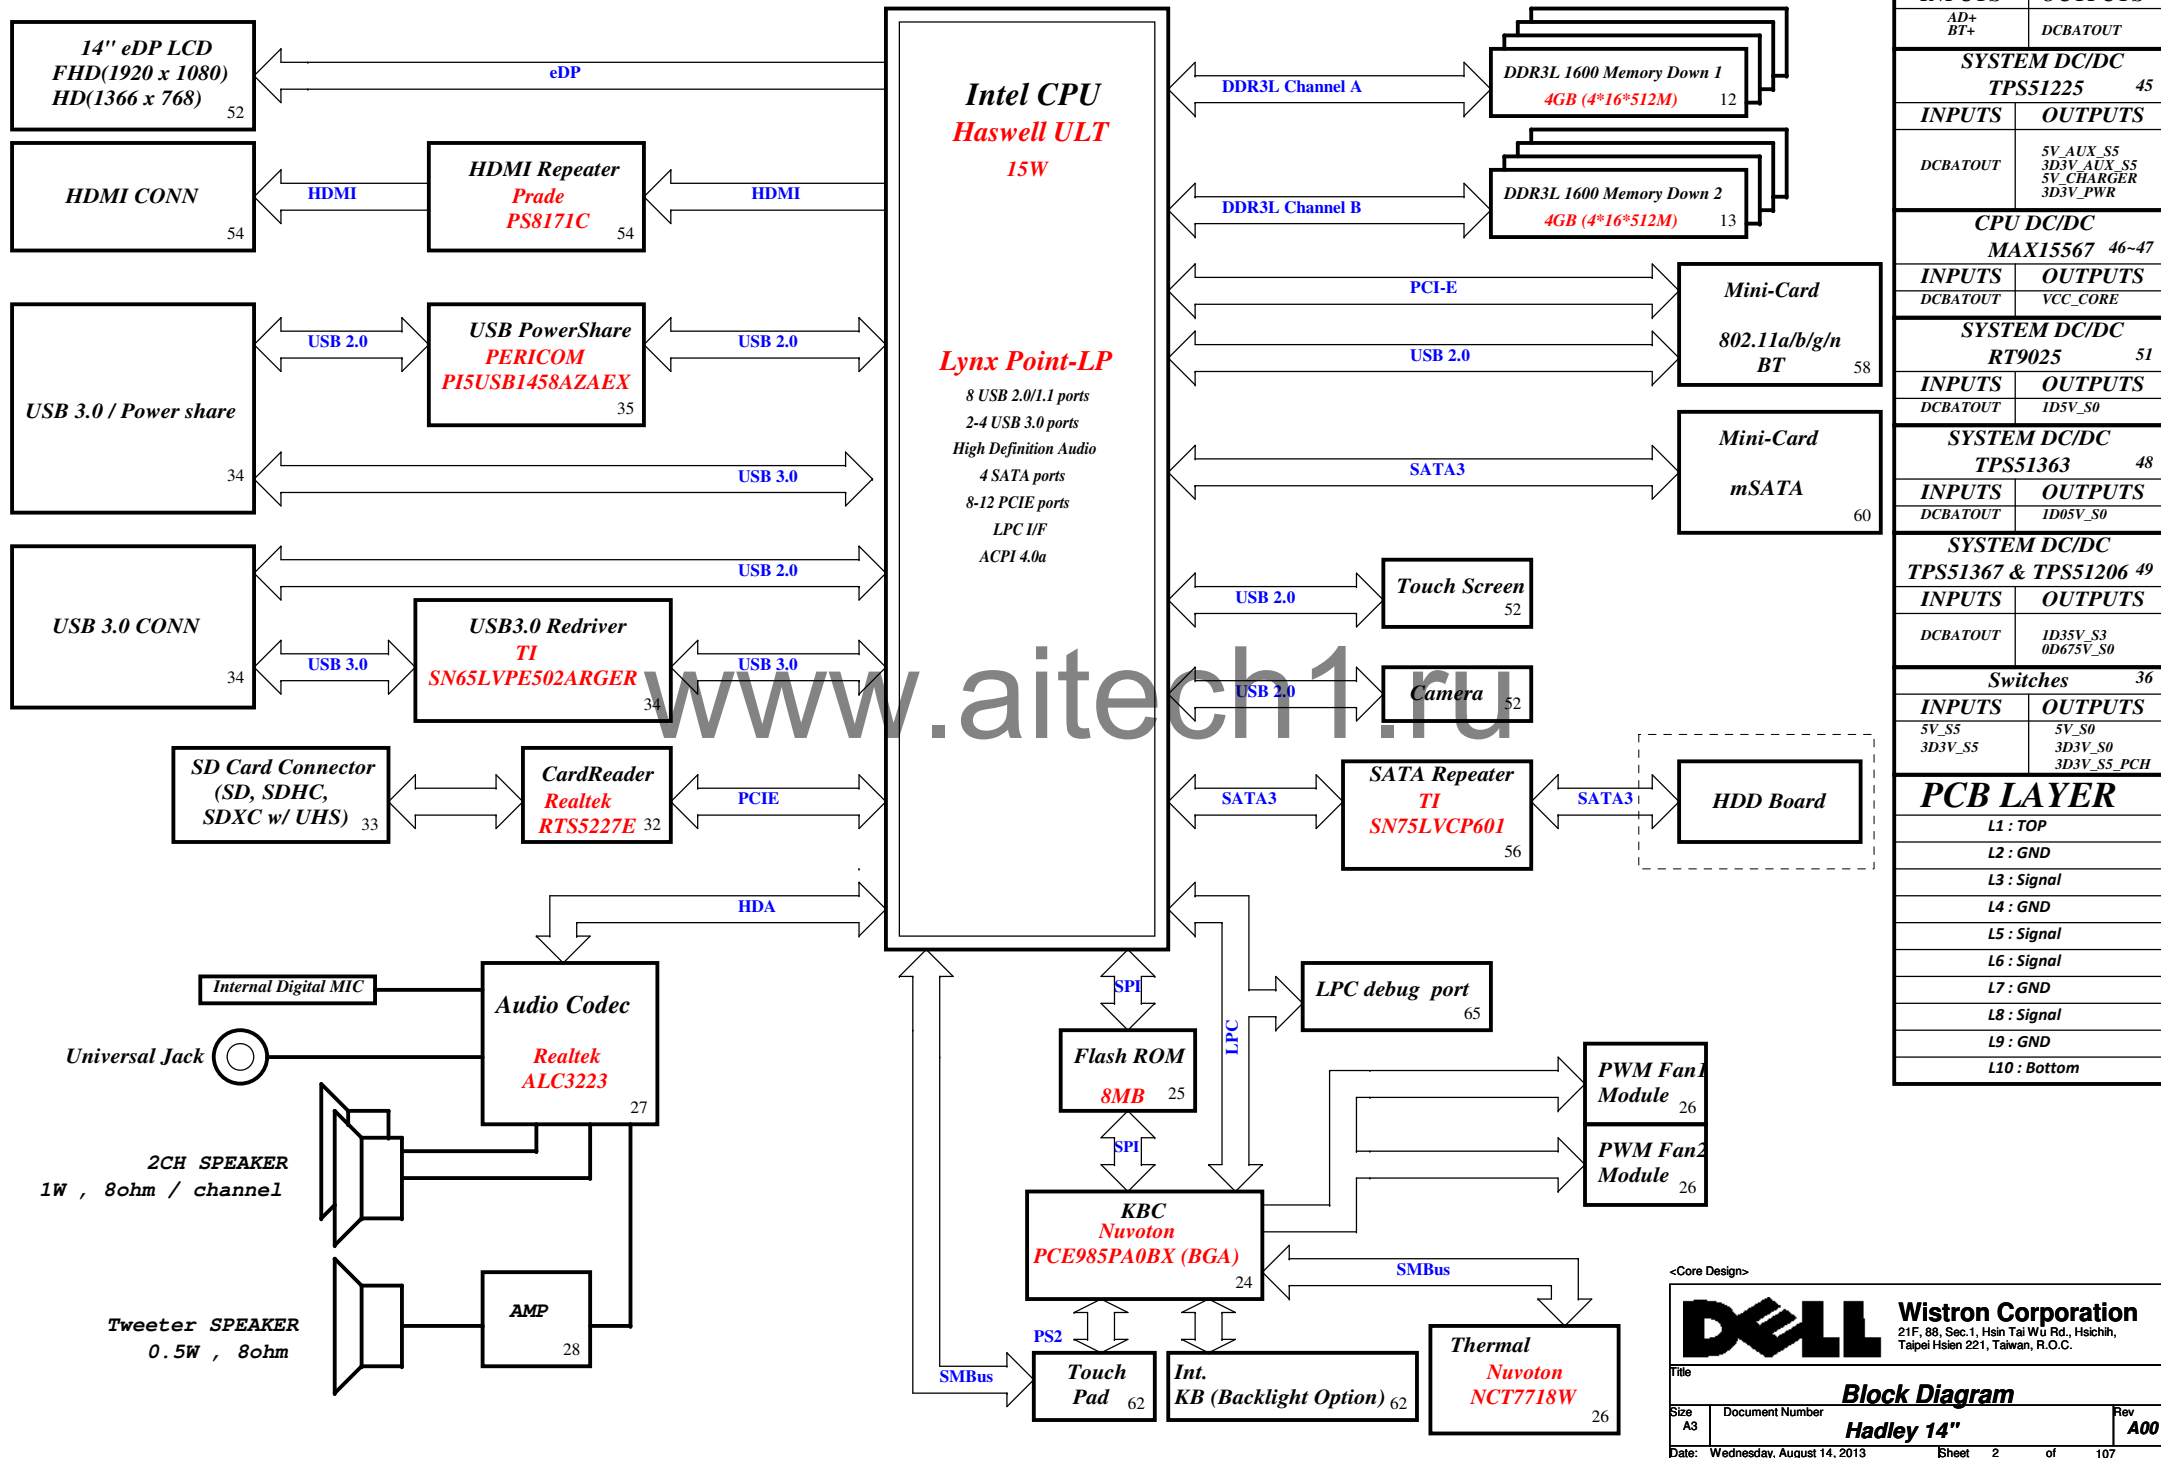 14" eDP LCD
FHD(1920 x 1080)
HD(1366 x 768)
52
eDP
HDMI CONN
54
HDMI
HDMI Repeater
Prade
PS8171C
54
HDMI
USB 3.0 / Power share
34
USB 2.0
USB PowerShare
PERICOM
PI5USB1458AZAEX
35
USB 2.0
USB 3.0
USB 3.0 CONN
34
USB 2.0
USB 3.0
USB3.0 Redriver
TI
SN65LVPE502ARGER
34
USB 3.0
SD Card Connector
(SD, SDHC,
SDXC w/ UHS)
33
CardReader
Realtek
RTS5227E
32
PCIE
HDA
Internal Digital MIC
Universal Jack
Audio Codec
Realtek
ALC3223
27
2CH SPEAKER
1W , 8ohm / channel
Tweeter SPEAKER
0.5W , 8ohm
AMP
28
Intel CPU
Haswell ULT
15W
Lynx Point-LP
8 USB 2.0/1.1 ports
2-4 USB 3.0 ports
High Definition Audio
4 SATA ports
8-12 PCIE ports
LPC I/F
ACPI 4.0a
www.aitech1.ru
DDR3L Channel A
DDR3L 1600 Memory Down 1
4GB (4*16*512M)
12
DDR3L Channel B
DDR3L 1600 Memory Down 2
4GB (4*16*512M)
13
PCI-E
USB 2.0
Mini-Card
802.11a/b/g/n
BT
58
SATA3
Mini-Card
mSATA
60
USB 2.0
Touch Screen
52
USB 2.0
Camera
52
SATA3
SATA Repeater
TI
SN75LVCP601
56
SATA3
HDD Board
SPI
LPC
LPC debug port
65
Flash ROM
8MB
25
SPI
PWM Fan1
Module
26
PWM Fan2
Module
26
KBC
Nuvoton
PCE985PA0BX (BGA)
24
SMBus
PS2
SMBus
Touch
Pad
62
Int.
KB (Backlight Option)
62
Thermal
Nuvoton
NCT7718W
26
INPUTS OUTPUTS
AD+
BT+
DCBATOUT
SYSTEM DC/DC
TPS51225 45
INPUTS OUTPUTS
DCBATOUT
5V_AUX_S5
3D3V_AUX_S5
5V_CHARGER
3D3V_PWR
CPU DC/DC
MAX15567 46~47
INPUTS OUTPUTS
DCBATOUT VCC_CORE
SYSTEM DC/DC
RT9025 51
INPUTS OUTPUTS
DCBATOUT 1D5V_S0
SYSTEM DC/DC
TPS51363 48
INPUTS OUTPUTS
DCBATOUT 1D05V_S0
SYSTEM DC/DC
TPS51367 & TPS51206 49
INPUTS OUTPUTS
DCBATOUT
1D35V_S3
0D675V_S0
Switches 36
INPUTS OUTPUTS
5V_S5 5V_S0
3D3V_S5 3D3V_S0
3D3V_S5_PCH
PCB LAYER
L1 : TOP
L2 : GND
L3 : Signal
L4 : GND
L5 : Signal
L6 : Signal
L7 : GND
L8 : Signal
L9 : GND
L10 : Bottom
<Core Design>
DELL
Wistron Corporation
21F, 88, Sec.1, Hsin Tai Wu Rd., Hsichih,
Taipei Hsien 221, Taiwan, R.O.C.
Title
Block Diagram
Size
A3
Document Number
Hadley 14"
Rev
A00
Date: Wednesday, August 14, 2013 Sheet 2 of 107